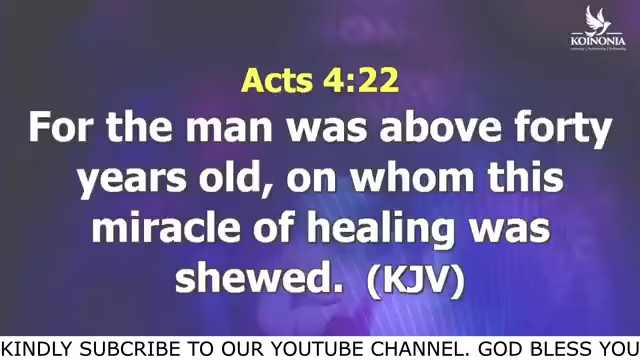 KOINONIA
Acts 4:22
For the man was above forty
years old, on whom this
miracle of healing was
shewed. (KJV)
KINDLY SUBCRIBE TO OUR YOUTUBE CHANNEL. GOD BLESS YOU